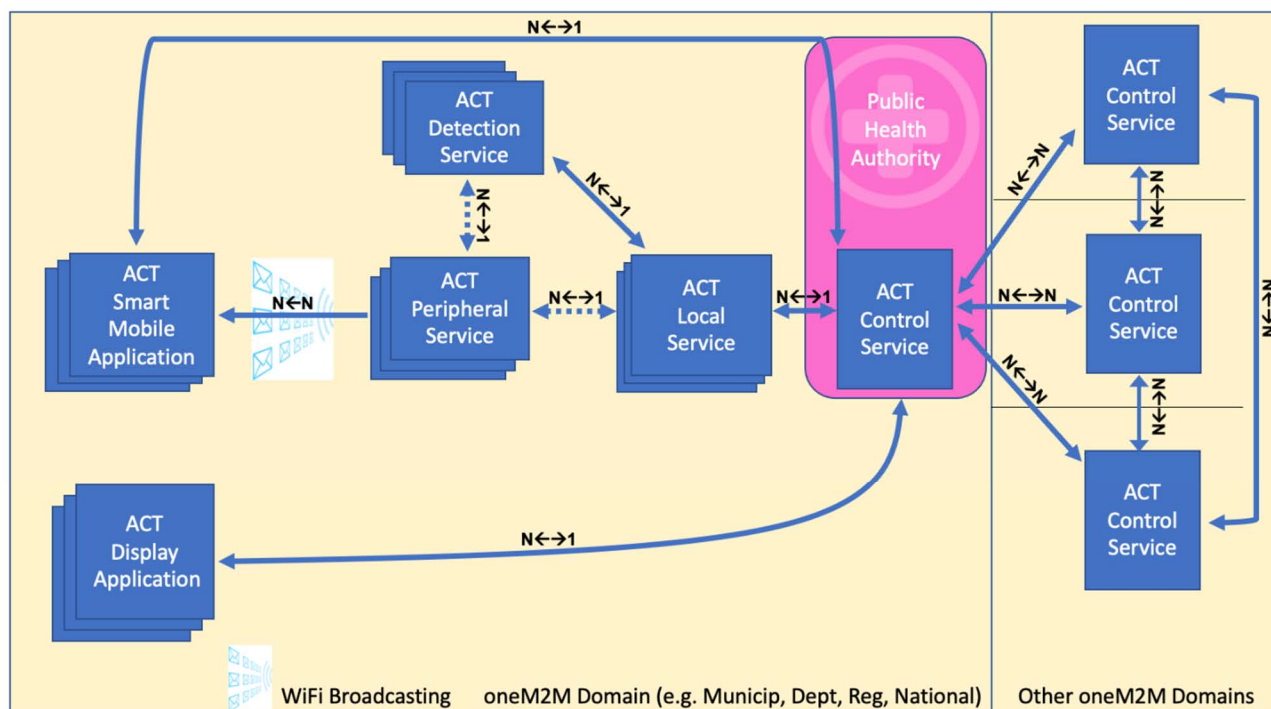 N←→1
ACT
Detection
Service
Public
Health
Authority
ACT
Control
Service
N←→N
N←→1
N←→1
N←→N
N←→N
ACT
Smart
Mobile
Application
N←N
ACT
Peripheral
Service
N←→1
ACT
Local
Service
N←→1
ACT
Control
Service
N←→N
ACT
Control
Service
N←→N
N←→N
N←→N
ACT
Control
Service
ACT
Display
Application
N←→1
WiFi Broadcasting
oneM2M Domain (e.g. Municip, Dept, Reg, National)
Other oneM2M Domains